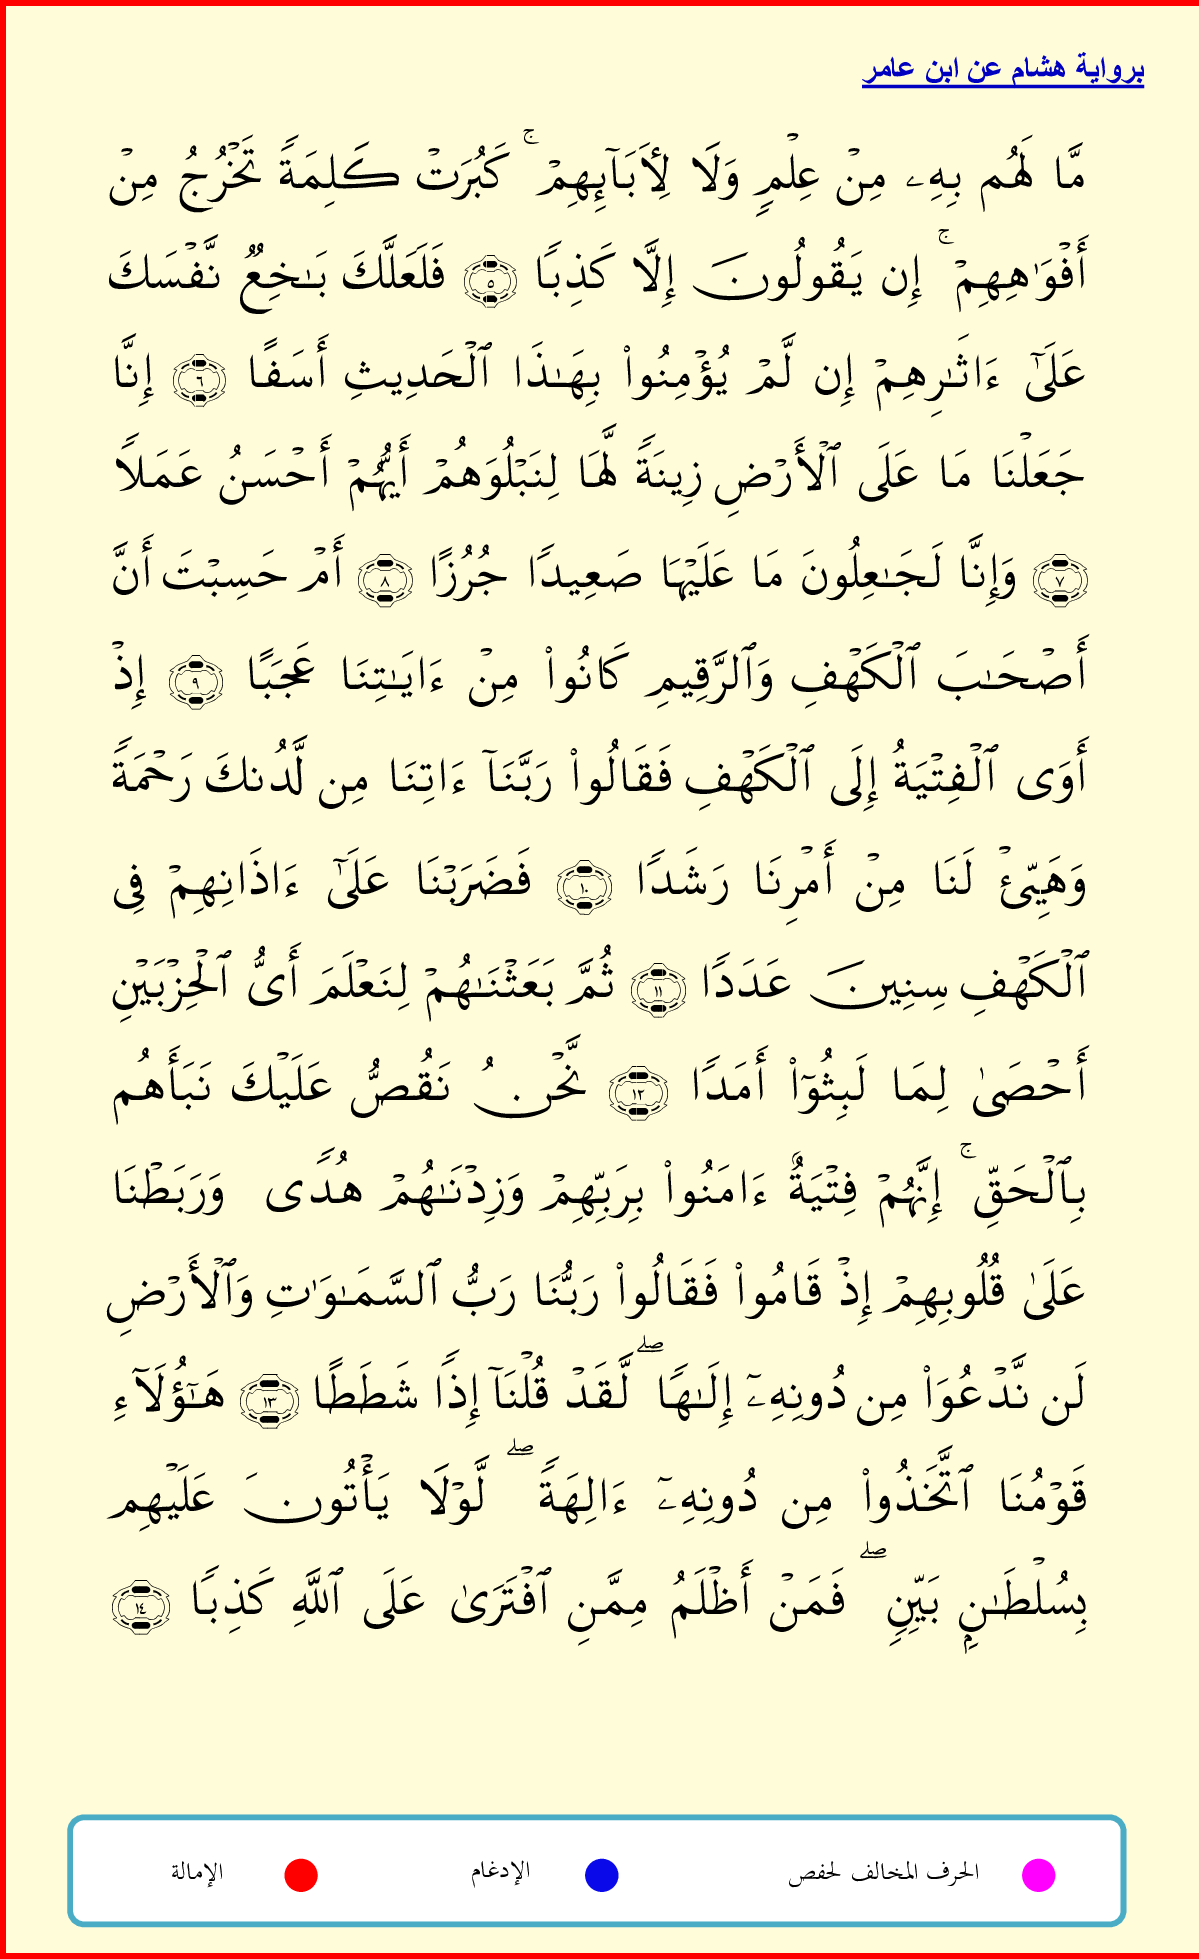 برواية هشام عن ابن عامر
مَّا لَهُم بِهِۦ مِنۡ عِلۡمٖ وَلَا لِأٓبَآئِهِمۡۚ كَبُرَتۡ كَلِمَةٗ تَخۡرُجُ مِنۡ
أَفۡوَٰهِهِمۡۚ إِن يَقُولُونَ إِلَّا كَذِبٗا ٥ فَلَعَلَّكَ بَٰخِعٞ نَّفۡسَكَ
عَلَىٰٓ ءَاثَٰرِهِمۡ إِن لَّمۡ يُؤۡمِنُواْ بِهَٰذَا ٱلۡحَدِيثِ أَسَفًا ٦ إِنَّا
جَعَلۡنَا مَا عَلَى ٱلۡأَرۡضِ زِينَةٗ لَّهَا لِنَبۡلُوَهُمۡ أَيُّهُمۡ أَحۡسَنُ عَمَلٗا
٧ وَإِنَّا لَجَٰعِلُونَ مَا عَلَيۡهَا صَعِيدٗا جُرُزًا ٨ أَمۡ حَسِبۡتَ أَنَّ
أَصۡحَٰبَ ٱلۡكَهۡفِ وَٱلرَّقِيمِ كَانُواْ مِنۡ ءَايَٰتِنَا عَجَبًا ٩ إِذۡ
أَوَى ٱلۡفِتۡيَةُ إِلَى ٱلۡكَهۡفِ فَقَالُواْ رَبَّنَآ ءَاتِنَا مِن لَّدُنكَ رَحۡمَةٗ
وَهَيِّئۡ لَنَا مِنۡ أَمۡرِنَا رَشَدٗا ١٠ فَضَرَبۡنَا عَلَىٰٓ ءَاذَانِهِمۡ فِي
ٱلۡكَهۡفِ سِنِينَ عَدَدٗا ١١ ثُمَّ بَعَثۡنَٰهُمۡ لِنَعۡلَمَ أَيُّ ٱلۡحِزۡبَيۡنِ
أَحۡصَىٰ لِمَا لَبِثُوٓاْ أَمَدٗا ١٢ نَّحۡنُ نَقُصُّ عَلَيۡكَ نَبَأَهُم
بِٱلۡحَقِّۚ إِنَّهُمۡ فِتۡيَةٌ ءَامَنُواْ بِرَبِّهِمۡ وَزِدۡنَٰهُمۡ هُدٗى وَرَبَطۡنَا
عَلَىٰ قُلُوبِهِمۡ إِذۡ قَامُواْ فَقَالُواْ رَبُّنَا رَبُّ ٱلسَّمَٰوَٰتِ وَٱلۡأَرۡضِ
لَن نَّدۡعُوَاْ مِن دُونِهِۦٓ إِلَٰهٗاۖ لَّقَدۡ قُلۡنَآ إِذٗا شَطَطًا ١٣ هَٰٓؤُلَآءِ
قَوۡمُنَا ٱتَّخَذُواْ مِن دُونِهِۦٓ ءَالِهَةٗۖ لَّوۡلَا يَأۡتُونَ عَلَيۡهِم
بِسُلۡطَٰنِۭ بَيِّنٖۖ فَمَنۡ أَظۡلَمُ مِمَّنِ ٱفۡتَرَىٰ عَلَى ٱللَّهِ كَذِبٗا ١٤
الحرف المخالف لحفص الإدغام الإمالة